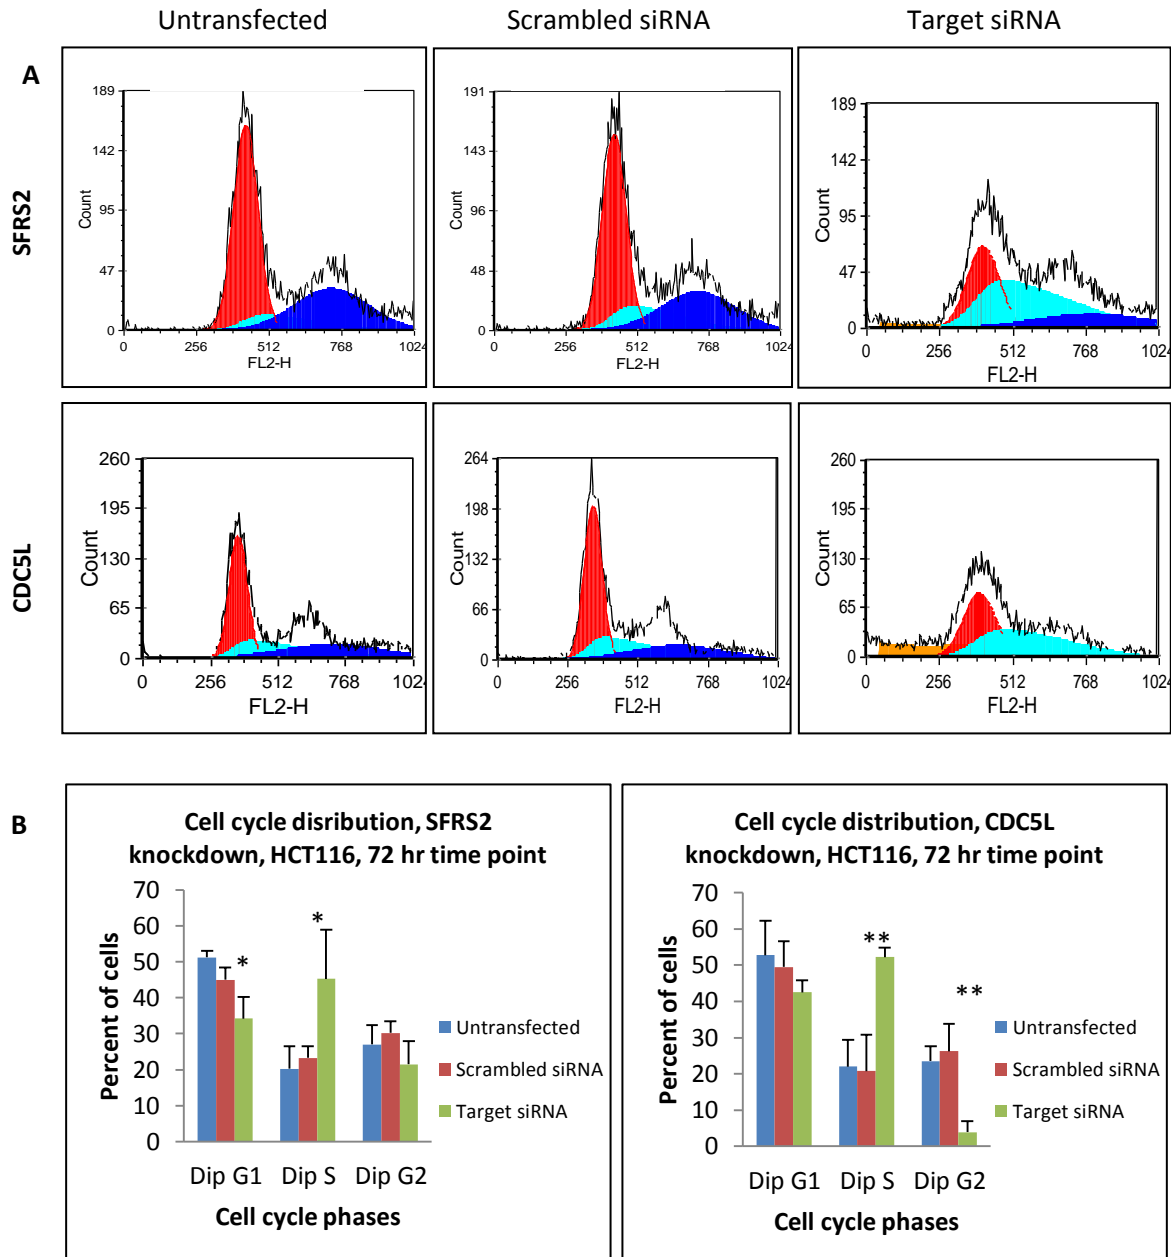 Untransfected Scrambled siRNA Target siRNA
A
SFRS2
189
142
95
47
0
Count
0 256 512 768 1024
FL2-H
191
143
96
48
0
Count
0 256 512 768 1024
FL2-H
189
142
95
47
0
Count
0 256 512 768 1024
FL2-H
CDC5L
260
195
130
65
0
Count
0 256 512 768 1024
FL2-H
264
198
132
66
0
Count
0 256 512 768 1024
FL2-H
260
195
130
65
0
Count
0 256 512 768 1024
FL2-H
B
Cell cycle disribution, SFRS2
knockdown, HCT116, 72 hr time point
70
60
50
40
30
20
10
0
Percent of cells
* *
Untransfected
Scrambled siRNA
Target siRNA
Dip G1 Dip S Dip G2
Cell cycle phases
Cell cycle distribution, CDC5L
knockdown, HCT116, 72 hr time point
70
60
50
40
30
20
10
0
Percent of cells
** **
Untransfected
Scrambled siRNA
Target siRNA
Dip G1 Dip S Dip G2
Cell cycle phases